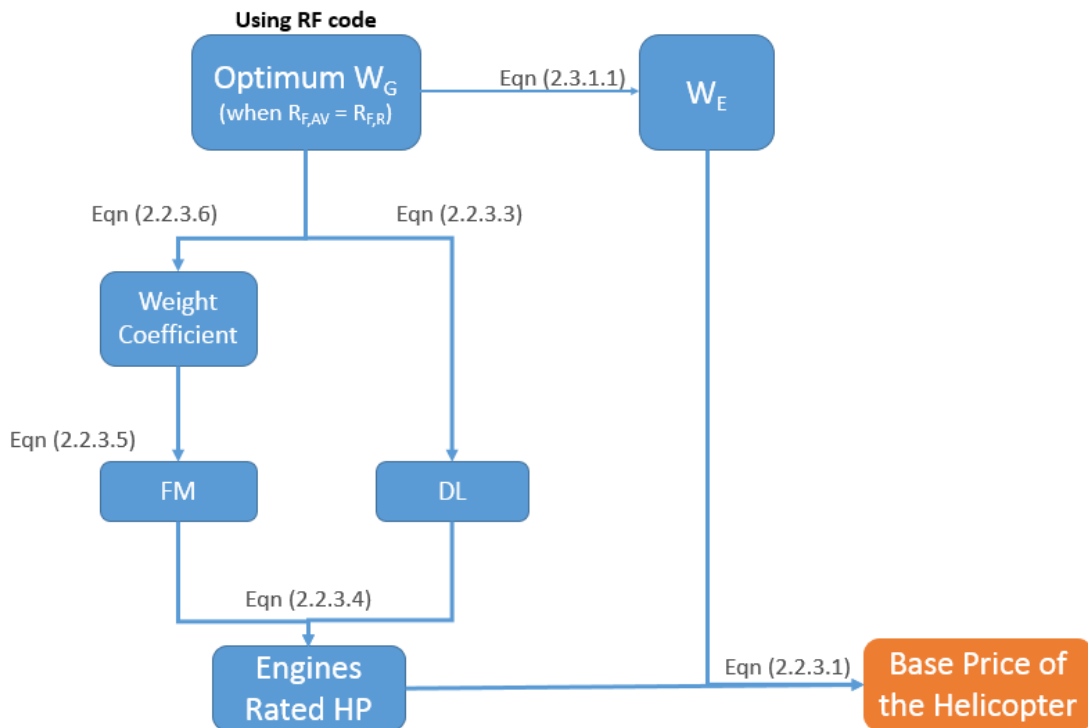 Using RF code
Optimum W_G
(when R_F,AV = R_F,R)
Eqn (2.3.1.1)
W_E
Eqn (2.2.3.6)
Eqn (2.2.3.3)
Weight
Coefficient
Eqn (2.2.3.5)
FM
DL
Eqn (2.2.3.4)
Engines
Rated HP
Eqn (2.2.3.1)
Base Price of
the Helicopter